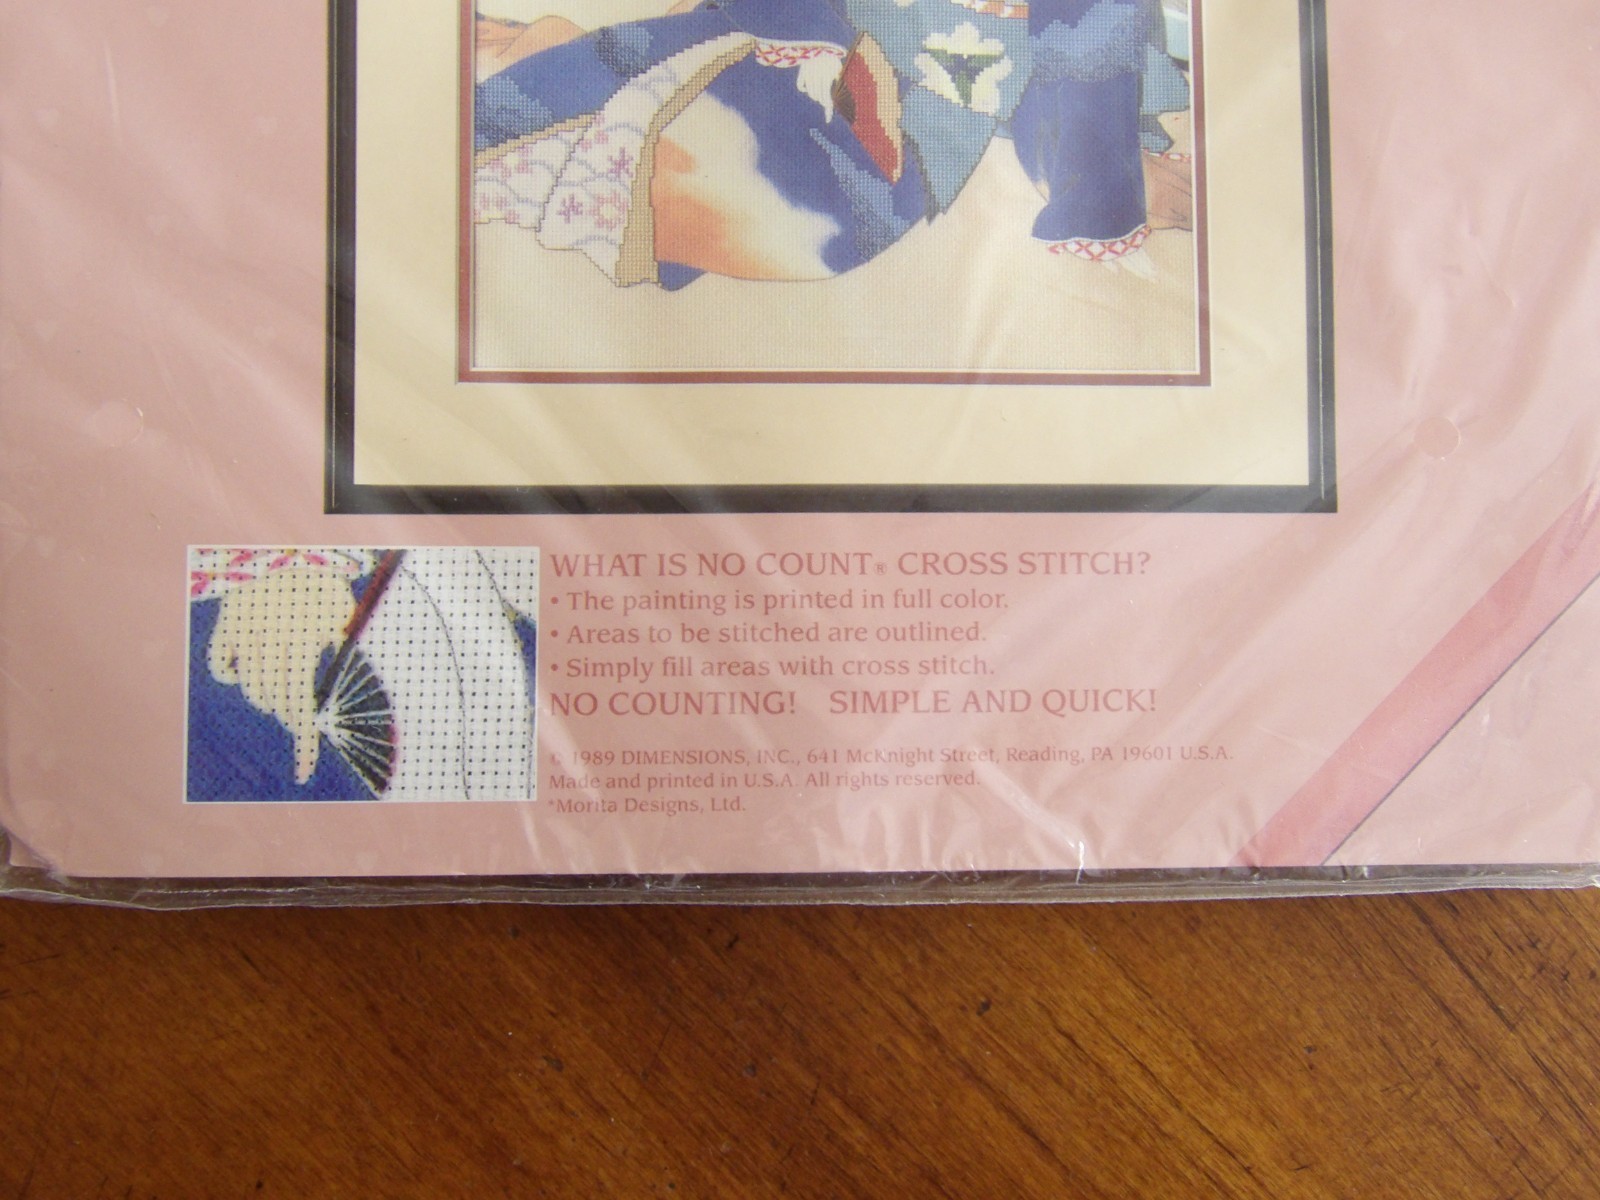 WHAT IS NO COUNT® CROSS STITCH?
• The painting is printed in full color.
• Areas to be stitched are outlined.
• Simply fill areas with cross stitch.
NO COUNTING! SIMPLE AND QUICK!
© 1989 DIMENSIONS, INC., 641 McKnight Street, Reading, PA 19601 U.S.A.
Made and printed in U.S.A. All rights reserved.
*Morita Designs, Ltd.